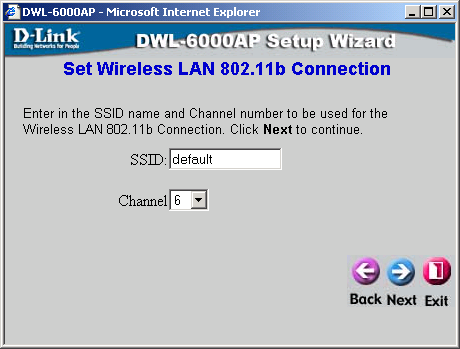 DWL-6000AP - Microsoft Internet Explorer
D-Link
Building Networks for People
DWL-6000AP Setup Wizard
Set Wireless LAN 802.11b Connection
Enter in the SSID name and Channel number to be used for the
Wireless LAN 802.11b Connection. Click Next to continue.
SSID: default
Channel 6
Back Next Exit